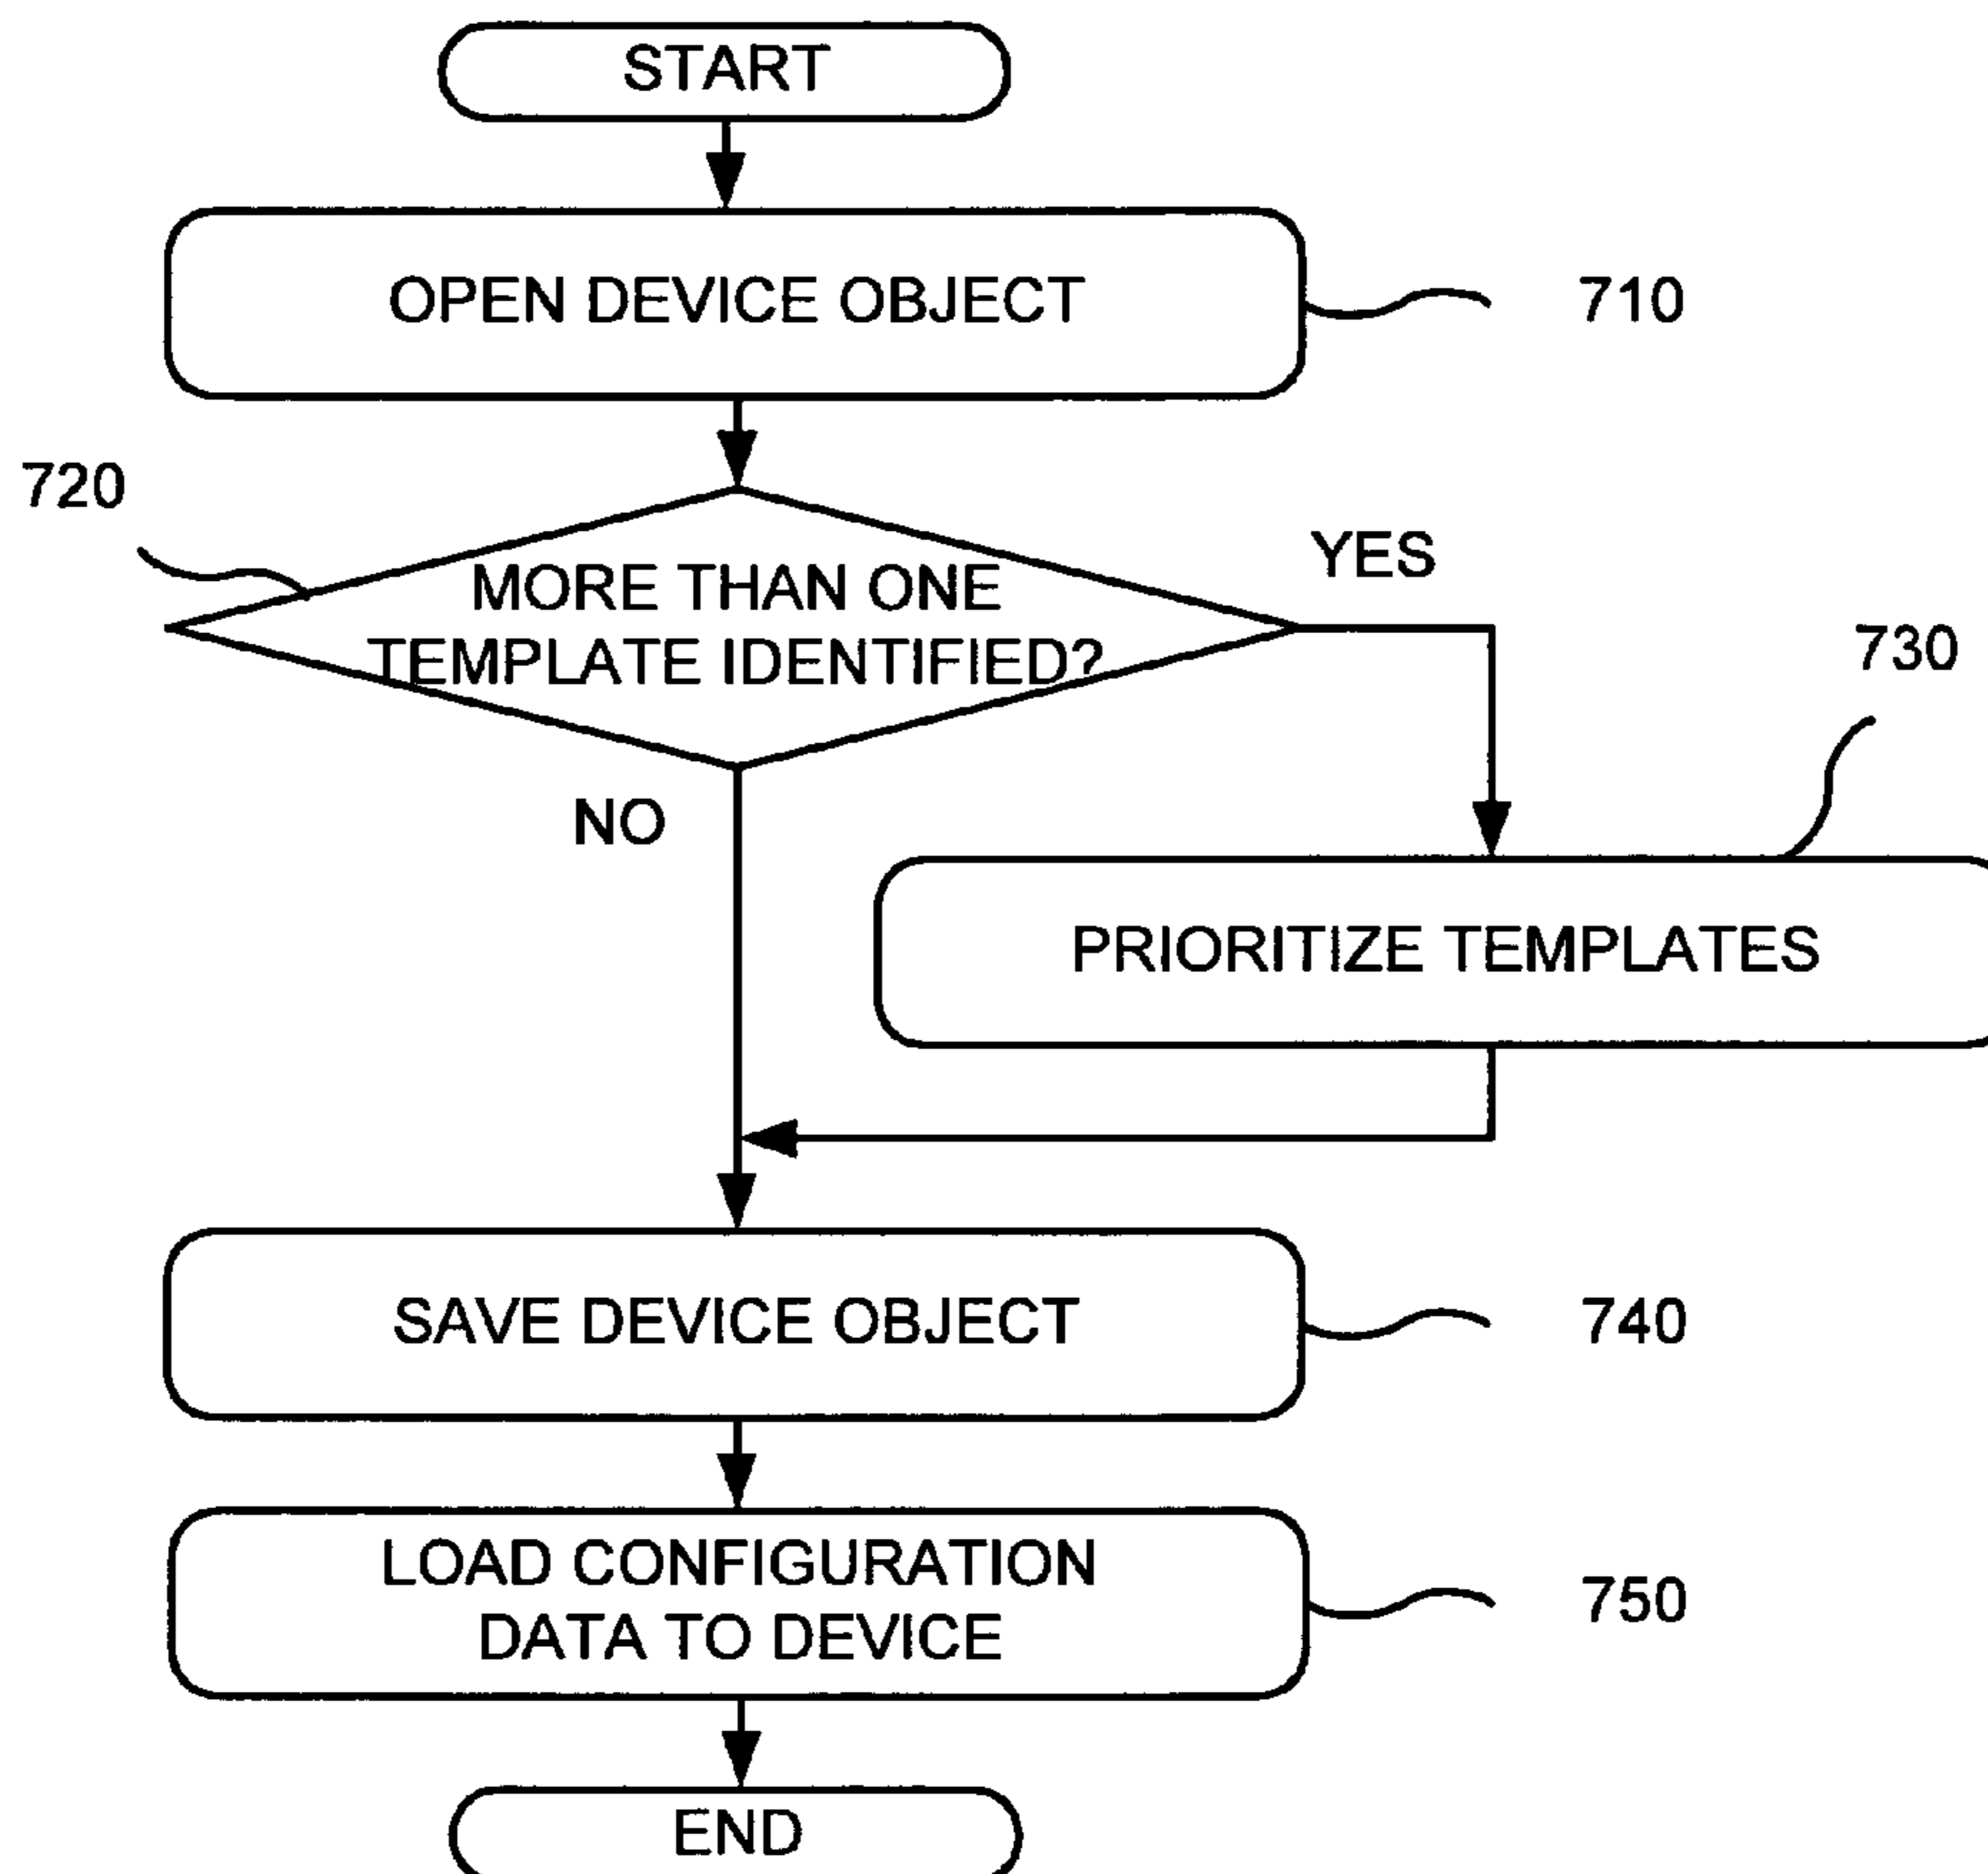 START
OPEN DEVICE OBJECT
710
720
MORE THAN ONE
TEMPLATE IDENTIFIED?
YES
730
NO
PRIORITIZE TEMPLATES
SAVE DEVICE OBJECT
740
LOAD CONFIGURATION
DATA TO DEVICE
750
END